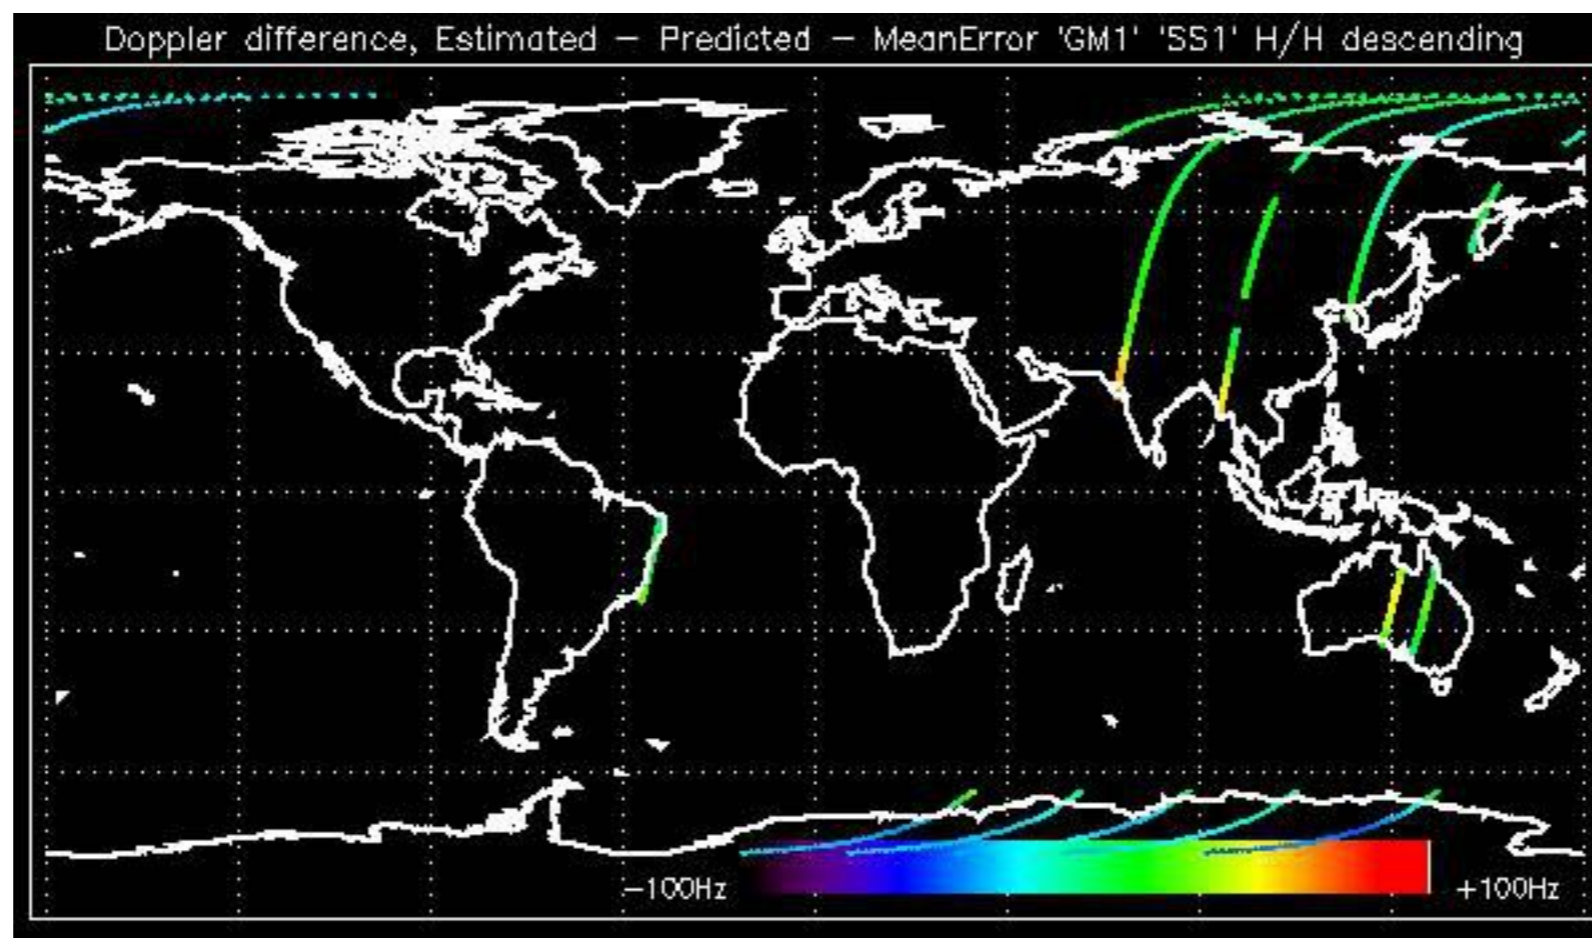 Doppler difference, Estimated – Predicted – MeanError 'GM1' 'SS1' H/H descending
-100Hz +100Hz